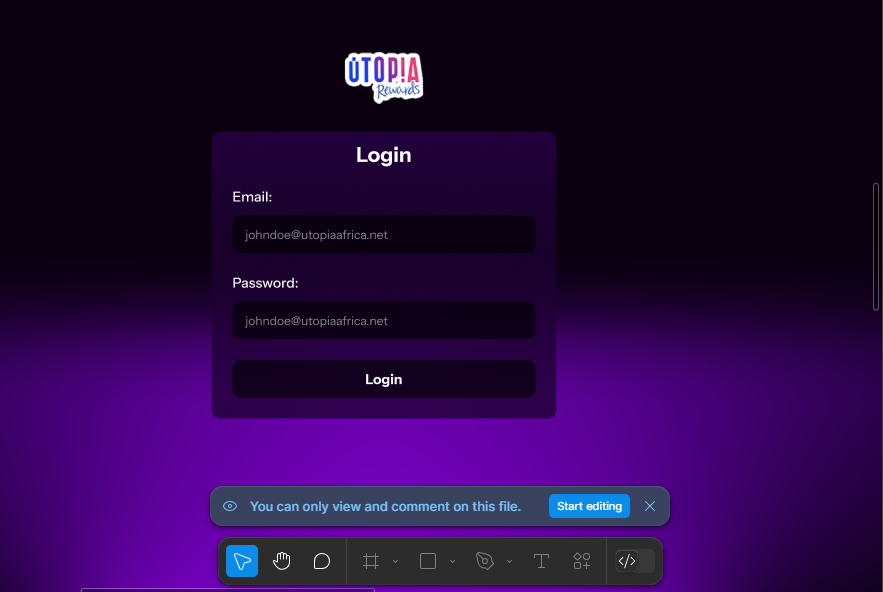 ÚTOP!A
Rewards
Login
Email:
johndoe@utopiaafrica.net
Password:
johndoe@utopiaafrica.net
Login
You can only view and comment on this file.
Start editing